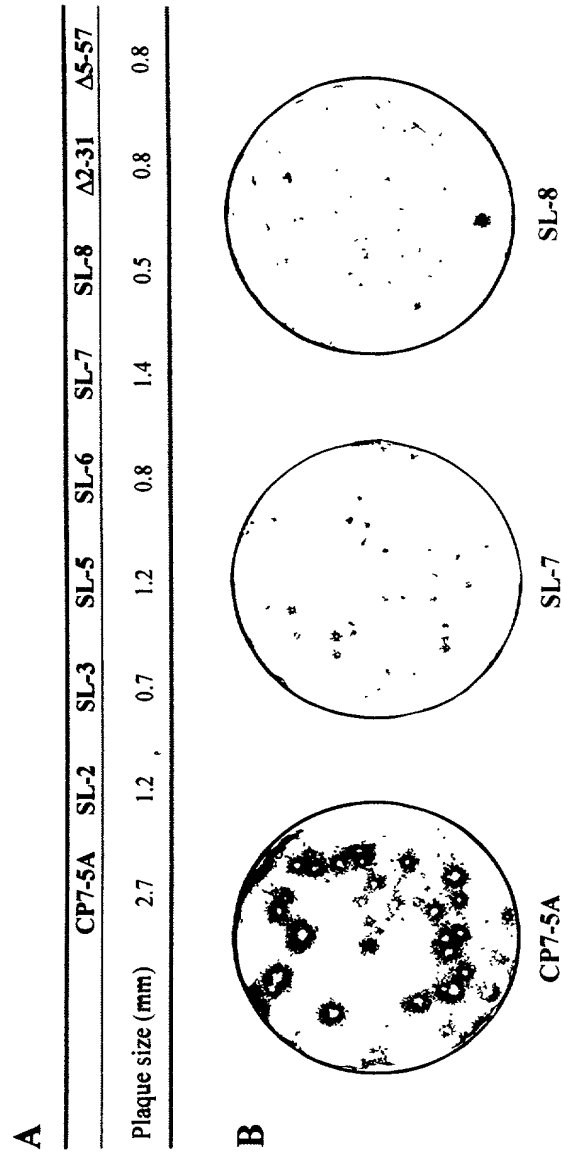 A
CP7-5A SL-2 SL-3 SL-5 SL-6 SL-7 SL-8 Δ2-31 Δ5-57
Plaque size (mm) 2.7 1.2 0.7 1.2 0.8 1.4 0.5 0.8 0.8
B
CP7-5A SL-7 SL-8